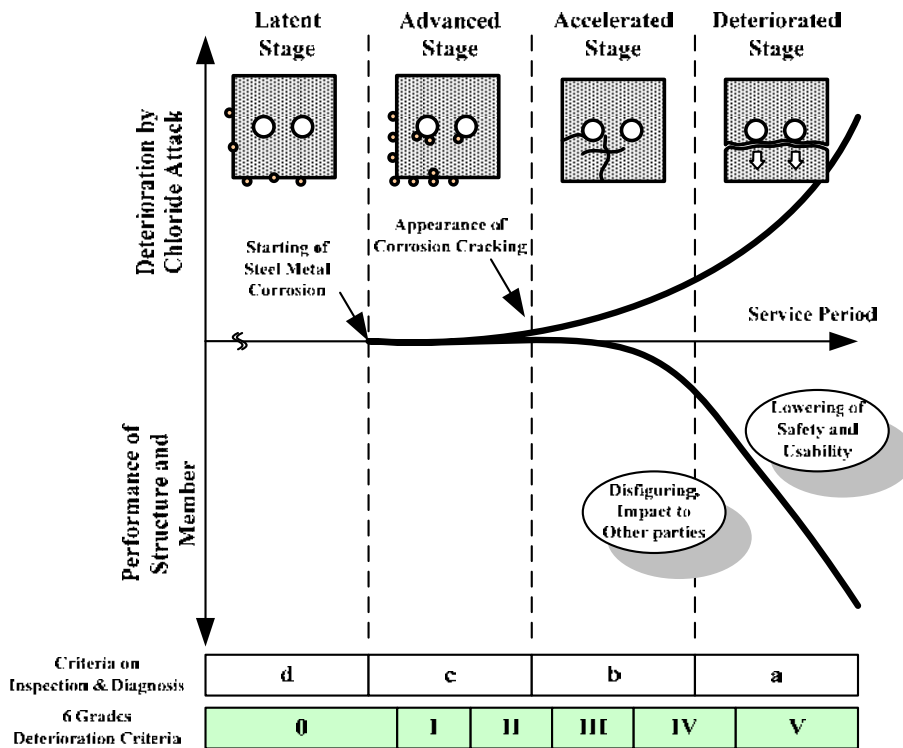 Latent
Stage
Advanced
Stage
Accelerated
Stage
Deteriorated
Stage
Deterioration by
Chloride Attack
Starting of
Steel Metal
Corrosion
Appearance of
Corrosion Cracking
Service Period
Performance of
Structure and
Member
Lowering of
Safety and
Usability
Disfiguring,
Impact to
Other parties
Criteria on
Inspection & Diagnosis
d
c
b
a
6 Grades
Deterioration Criteria
0
I
II
III
IV
V